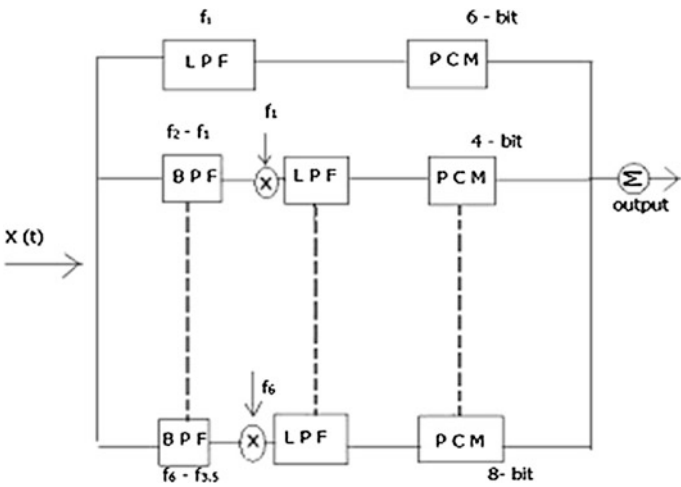 f₁ 6 - bit
L P F P C M
f₁
f₂ - f₁ 4 - bit
B P F X L P F P C M
Σ
output
X (t)
f₆
B P F X L P F P C M
f₆ - f₃.₅ 8- bit